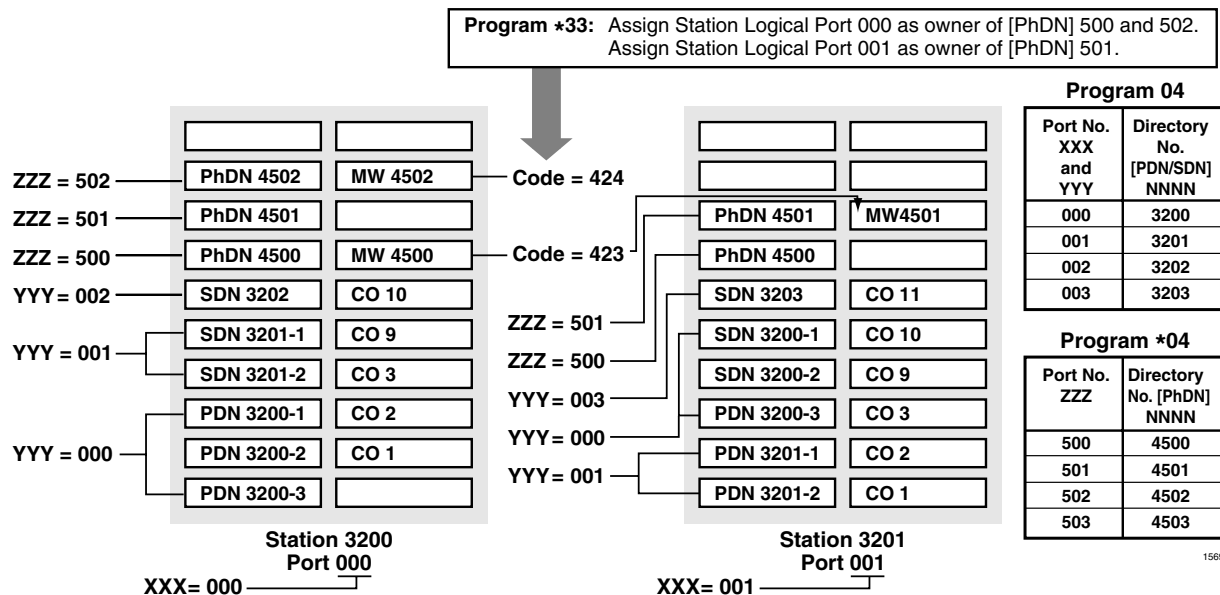 Program *33: Assign Station Logical Port 000 as owner of [PhDN] 500 and 502.
Assign Station Logical Port 001 as owner of [PhDN] 501.
ZZZ = 502
ZZZ = 501
ZZZ = 500
YYY = 002
YYY = 001
YYY = 000
PhDN 4502 MW 4502
PhDN 4501
PhDN 4500 MW 4500
SDN 3202 CO 10
SDN 3201-1 CO 9
SDN 3201-2 CO 3
PDN 3200-1 CO 2
PDN 3200-2 CO 1
PDN 3200-3
Station 3200
Port 000
XXX= 000
Code = 424
Code = 423
ZZZ = 501
ZZZ = 500
YYY= 003
YYY= 000
YYY= 001
PhDN 4501 MW4501
PhDN 4500
SDN 3203 CO 11
SDN 3200-1 CO 10
SDN 3200-2 CO 9
PDN 3200-3 CO 3
PDN 3201-1 CO 2
PDN 3201-2 CO 1
Station 3201
Port 001
XXX= 001
Program 04
Port No. Directory
XXX No.
and [PDN/SDN]
YYY NNNN
000 3200
001 3201
002 3202
003 3203
Program *04
Port No. Directory
ZZZ No. [PhDN]
NNNN
500 4500
501 4501
502 4502
503 4503